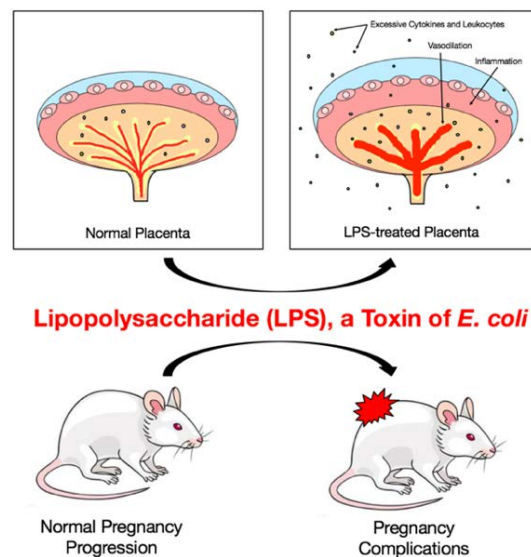 Excessive Cytokines and Leukocytes
Vasodilation
Inflammation
Normal Placenta
LPS-treated Placenta
Lipopolysaccharide (LPS), a Toxin of E. coli
Normal Pregnancy
Progression
Pregnancy
Complications